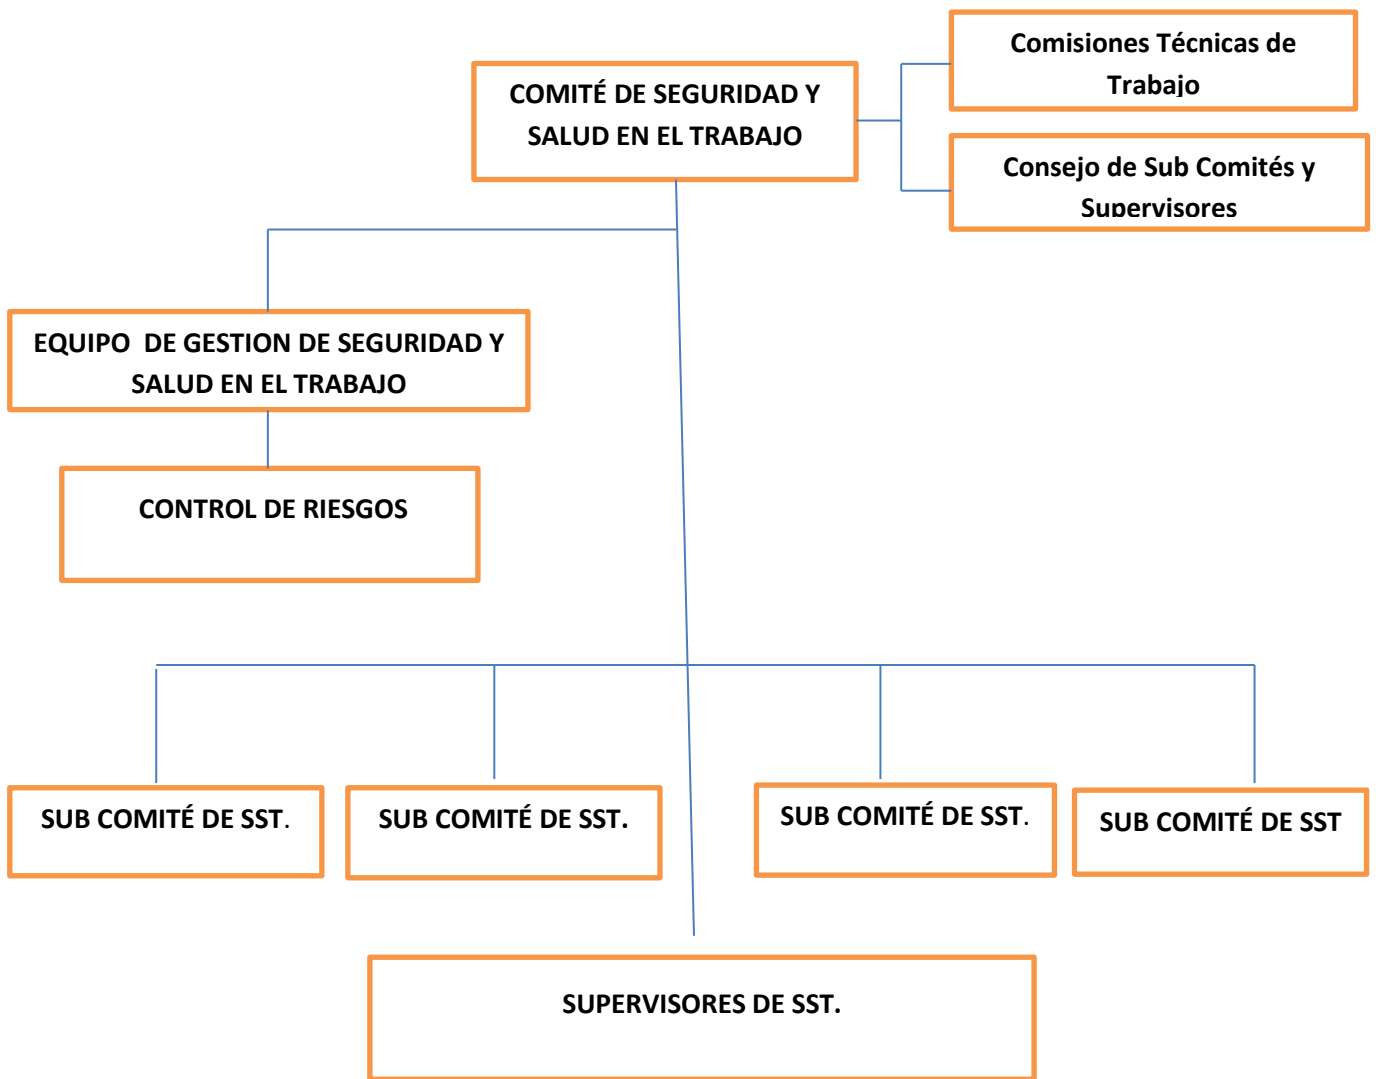 Comisiones Técnicas de
Trabajo
COMITÉ DE SEGURIDAD Y
SALUD EN EL TRABAJO
Consejo de Sub Comités y
Supervisores
EQUIPO  DE GESTION DE SEGURIDAD Y
SALUD EN EL TRABAJO
CONTROL DE RIESGOS
SUB COMITÉ DE SST.
SUB COMITÉ DE SST.
SUB COMITÉ DE SST.
SUB COMITÉ DE SST
SUPERVISORES DE SST.